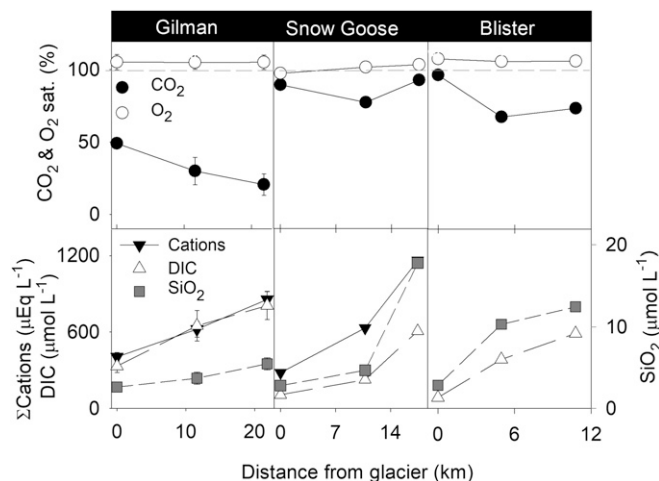 Gilman
Snow Goose
Blister
CO2 & O2 sat. (%)
100
50
0
CO2
O2
ΣCations (μEq L-1)
DIC (μmol L-1)
1200
600
0
Cations
DIC
SiO2
20
10
0
SiO2 (μmol L-1)
0 10 20
0 7 14
0 6 12
Distance from glacier (km)